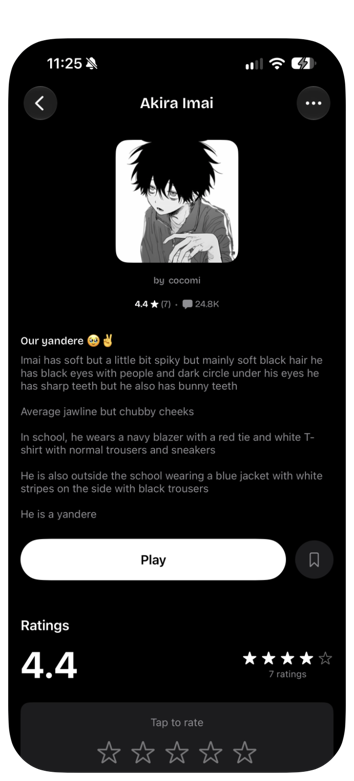 11:25
Akira Imai
by cocomi
4.4 ★ (7) · 24.8K
Our yandere 🥹✌️
Imai has soft but a little bit spiky but mainly soft black hair he
has black eyes with people and dark circle under his eyes he
has sharp teeth but he also has bunny teeth
Average jawline but chubby cheeks
In school, he wears a navy blazer with a red tie and white T-
shirt with normal trousers and sneakers
He is also outside the school wearing a blue jacket with white
stripes on the side with black trousers
He is a yandere
Play
Ratings
4.4
7 ratings
Tap to rate